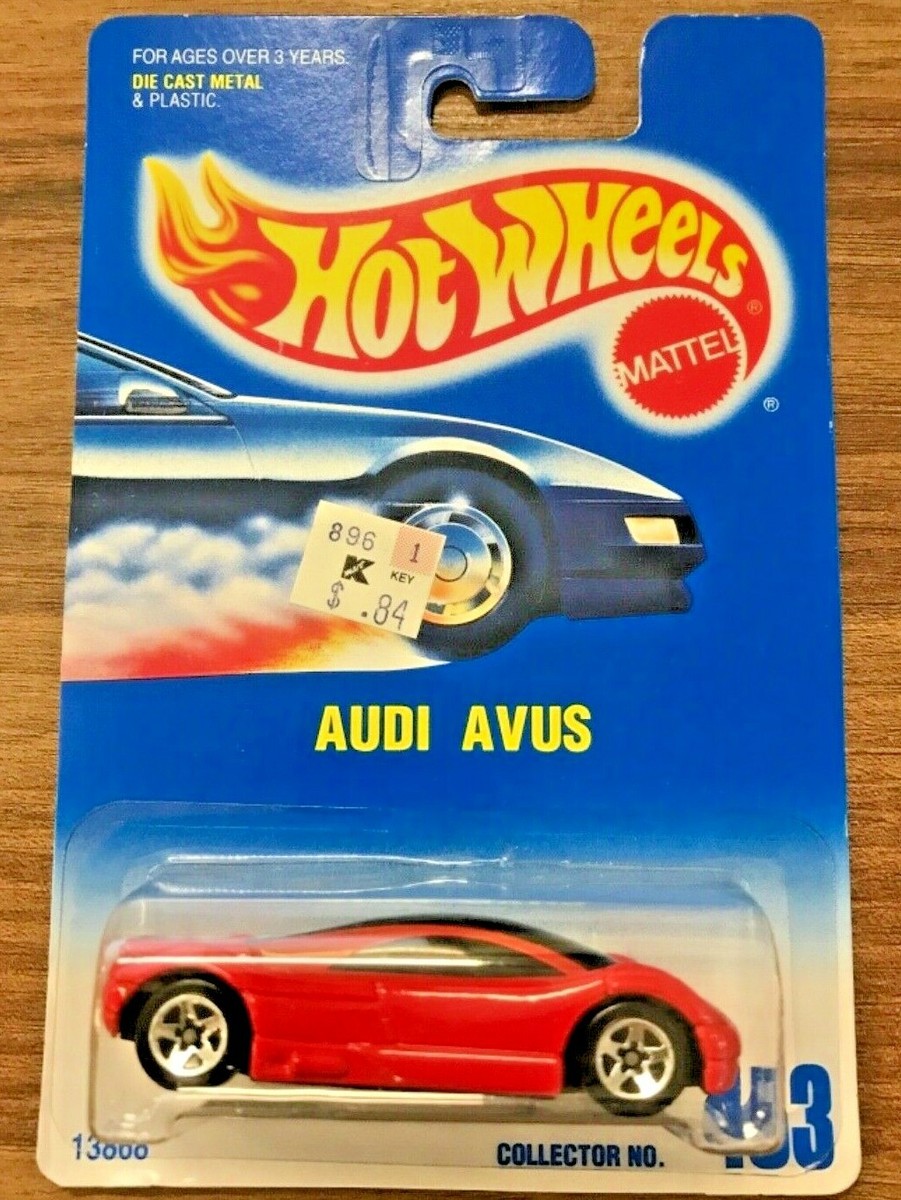 FOR AGES OVER 3 YEARS.
DIE CAST METAL
& PLASTIC.
HOT WHEELS ®
MATTEL
®
896 1
K KEY
$ .84
AUDI AVUS
COLLECTOR NO.